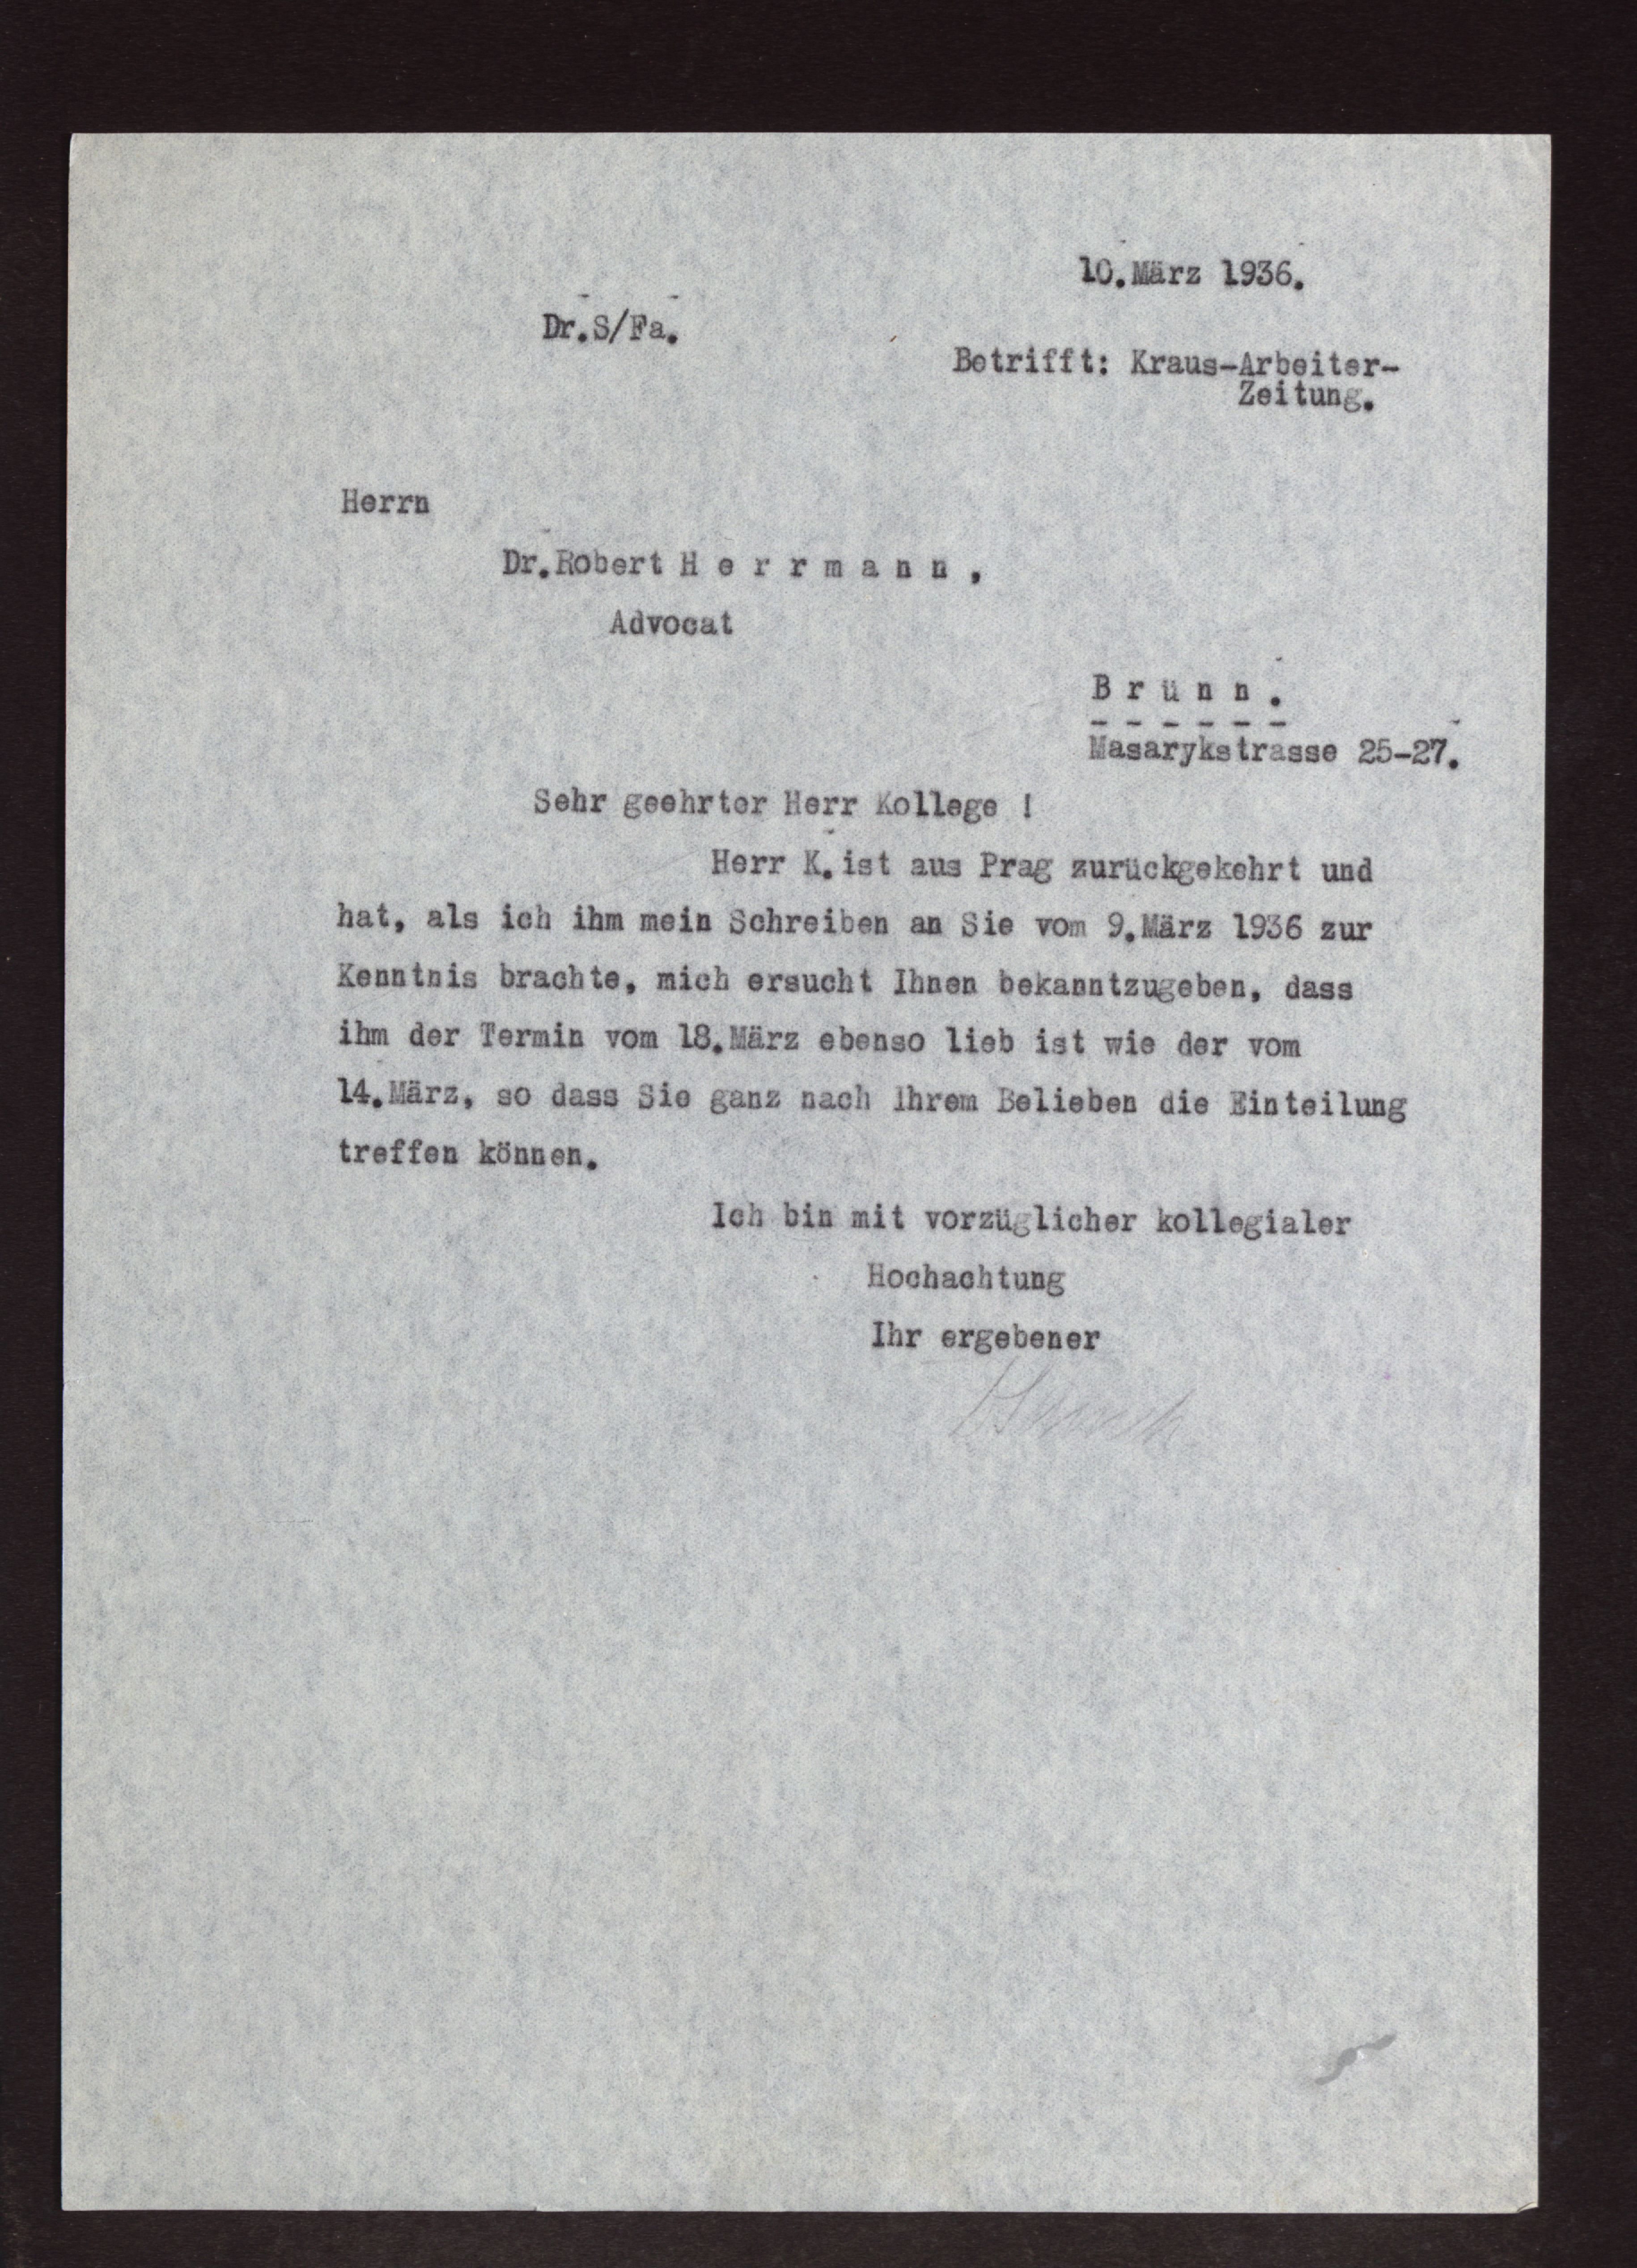 10.März 1936.
Dr.S/Fa.
Betrifft: Kraus-Arbeiter-
Zeitung.
Herrn
Dr.Robert H e r r m a n n ,
Advocat
B r ü n n .
- - - - - -
Masarykstrasse 25-27.
Sehr geehrter Herr Kollege !
Herr K.ist aus Prag zurückgekehrt und
hat, als ich ihm mein Schreiben an Sie vom 9.März 1936 zur
Kenntnis brachte, mich ersucht Ihnen bekanntzugeben, dass
ihm der Termin vom 18.März ebenso lieb ist wie der vom
14.März, so dass Sie ganz nach Ihrem Belieben die Einteilung
treffen können.
Ich bin mit vorzüglicher kollegialer
Hochachtung
Ihr ergebener